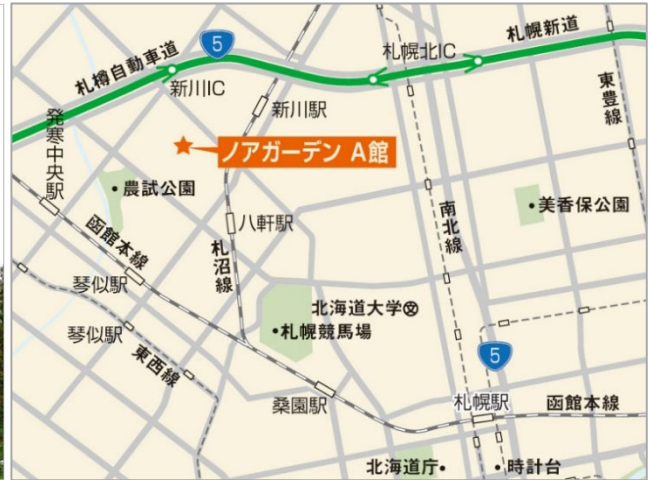 5
札樽自動車道
新川IC
札幌北IC
札幌新道
東豊線
新川駅
発寒中央駅
ノアガーデン A館
農試公園
八軒駅
札沼線
南北線
美香保公園
函館本線
琴似駅
琴似駅
東西線
北海道大学
札幌競馬場
桑園駅
5
札幌駅
函館本線
北海道庁
時計台